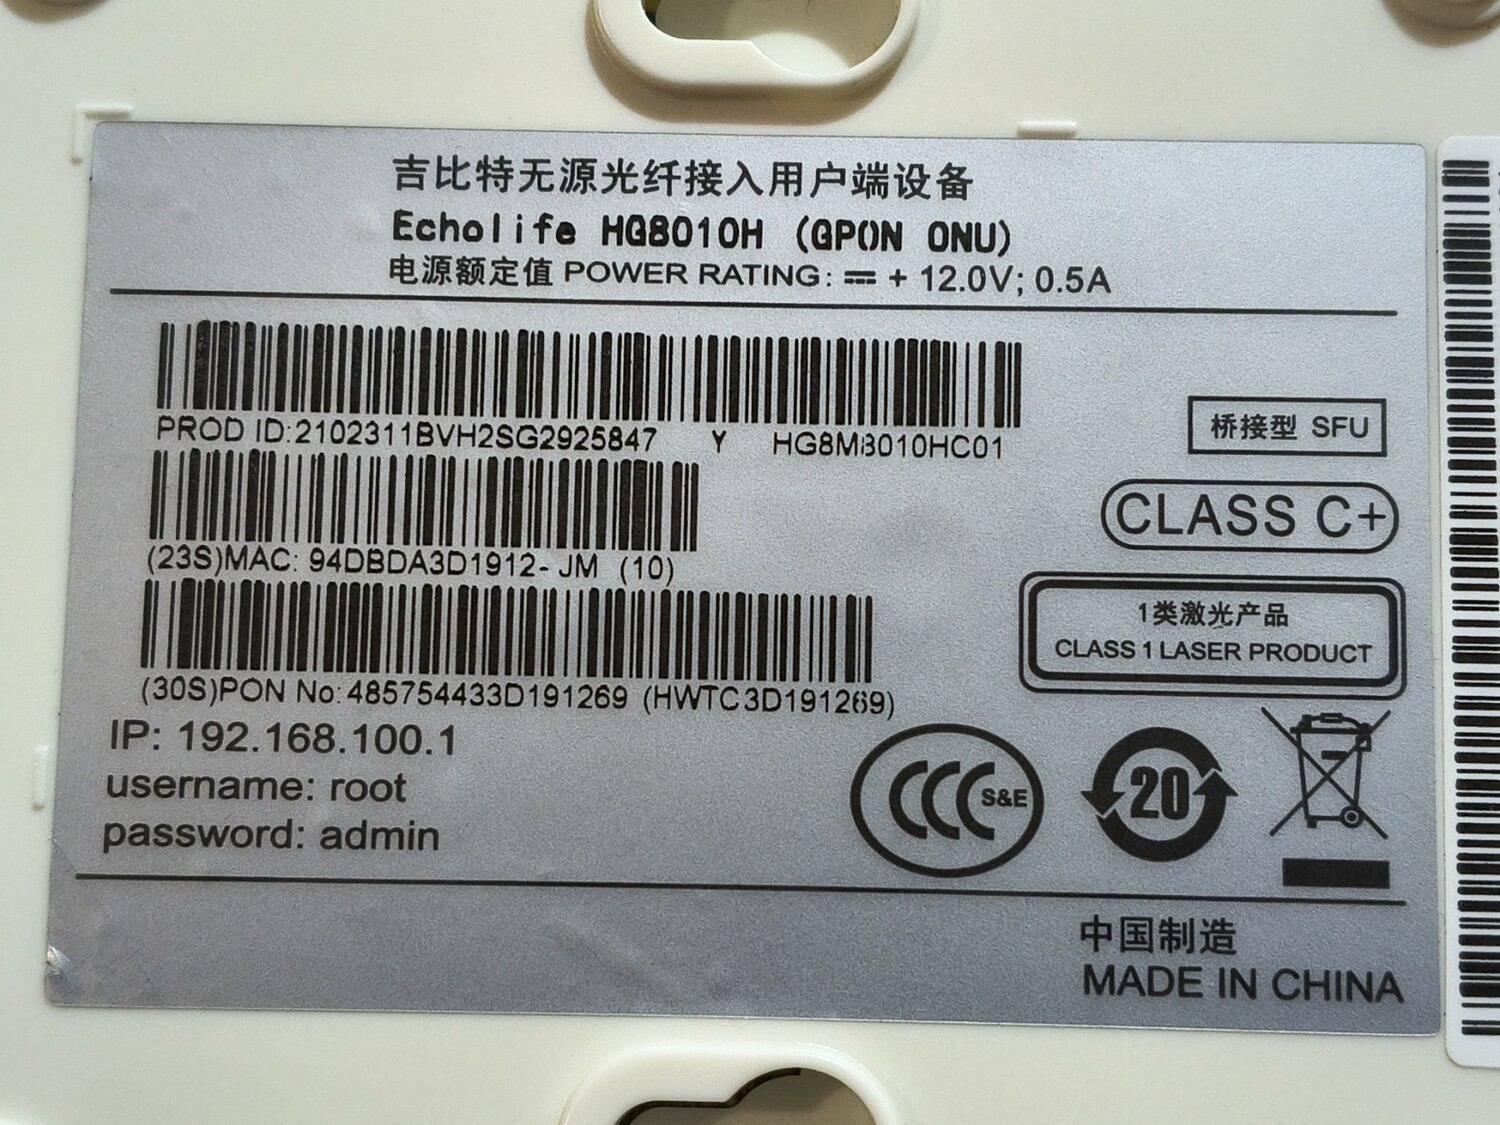 吉比特无源光纤接入用户端设备
Echolife HG8010H (GPON ONU)
电源额定值 POWER RATING: ⎓ + 12.0V; 0.5A
PROD ID:2102311BVH2SG2925847 Y HG8M8010HC01
桥接型 SFU
CLASS C+
(23S)MAC: 94DBDA3D1912- JM (10)
1类激光产品
CLASS 1 LASER PRODUCT
(30S)PON No:485754433D191269 (HWTC3D191269)
IP: 192.168.100.1
username: root
password: admin
CCC S&E
20
中国制造
MADE IN CHINA